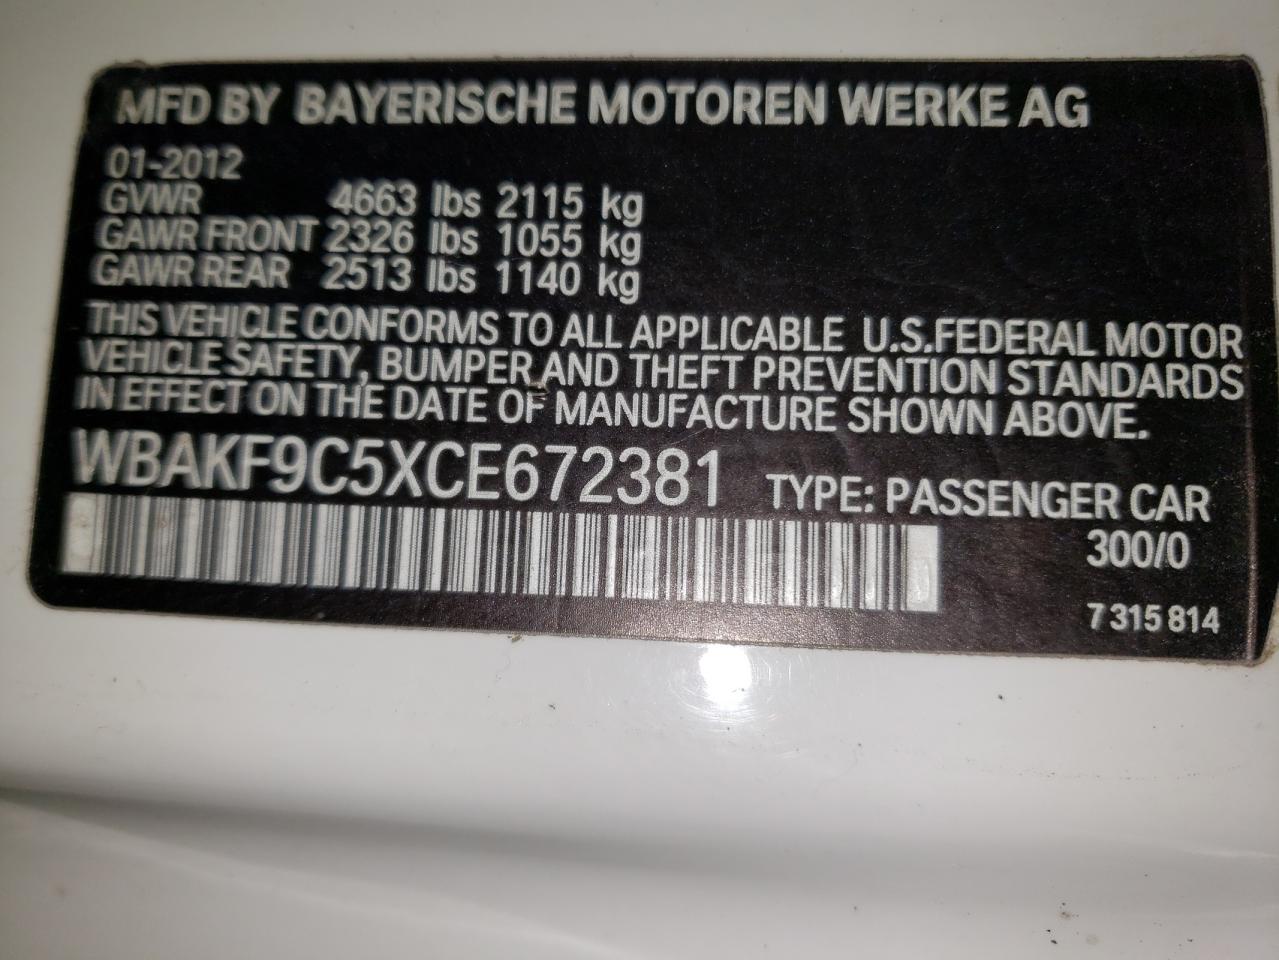 MFD BY BAYERISCHE MOTOREN WERKE AG
01-2012
GVWR 4663 lbs 2115 kg
GAWR FRONT 2326 lbs 1055 kg
GAWR REAR 2513 lbs 1140 kg
THIS VEHICLE CONFORMS TO ALL APPLICABLE U.S.FEDERAL MOTOR
VEHICLE SAFETY, BUMPER AND THEFT PREVENTION STANDARDS
IN EFFECT ON THE DATE OF MANUFACTURE SHOWN ABOVE.
WBAKF9C5XCE672381 TYPE: PASSENGER CAR
300/0
7 315 814